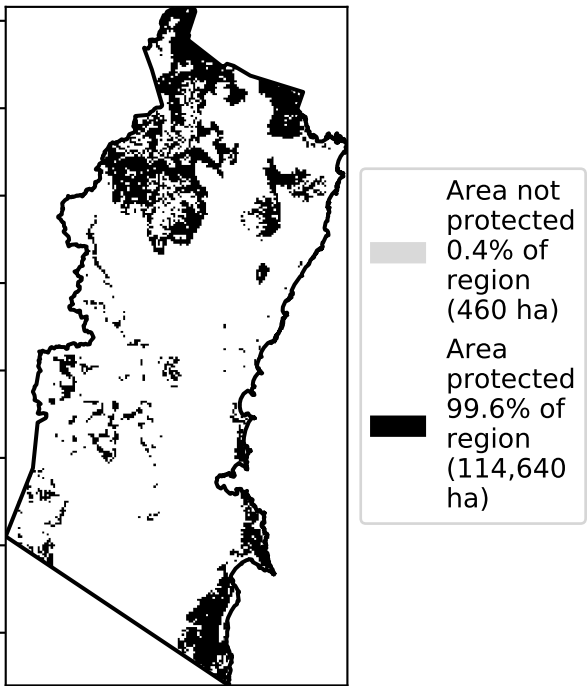 Area not
protected
0.4% of
region
(460 ha)
Area
protected
99.6% of
region
(114,640
ha)